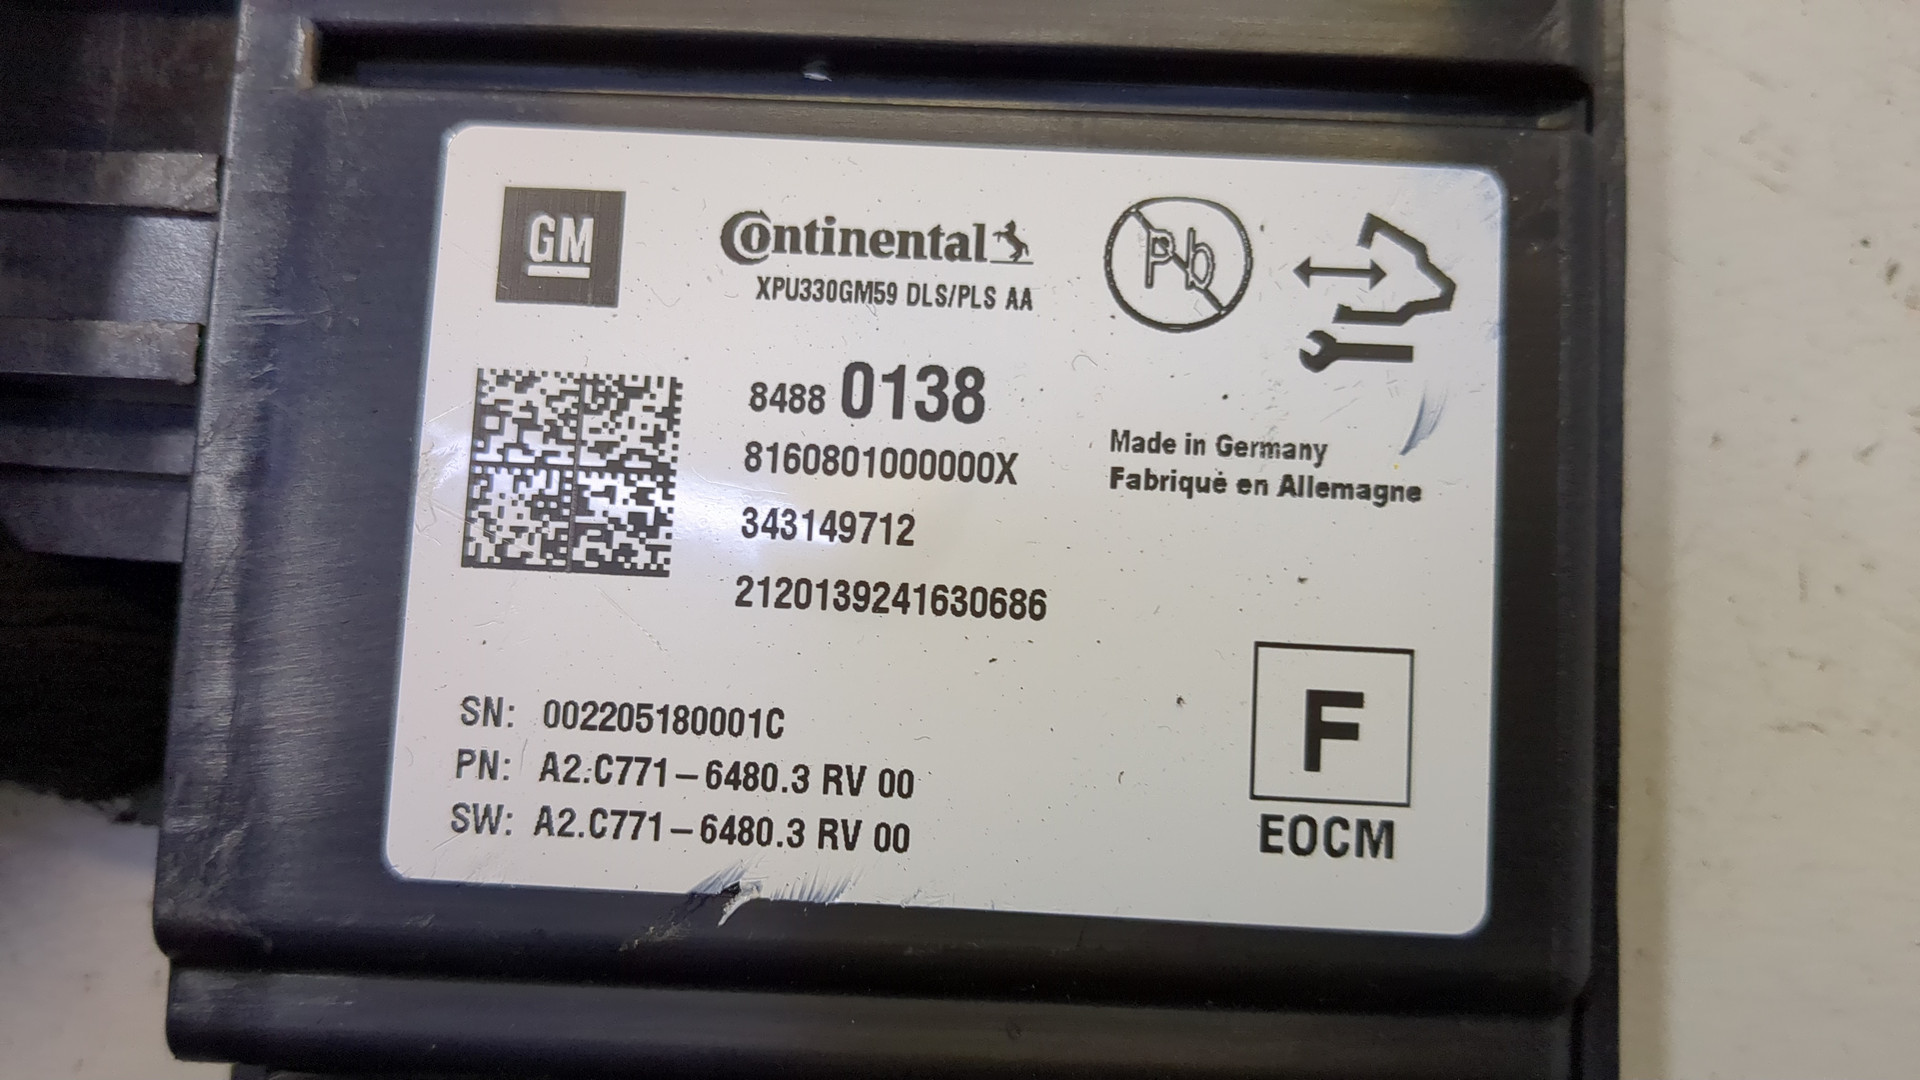 GM
Continental
XPU330GM59 DLS/PLS AA
Pb
8488 0138
8160801000000X
343149712
2120139241630686
Made in Germany
Fabriqué en Allemagne
SN: 002205180001C
PN: A2.C771-6480.3 RV 00
SW: A2.C771-6480.3 RV 00
F
EOCM